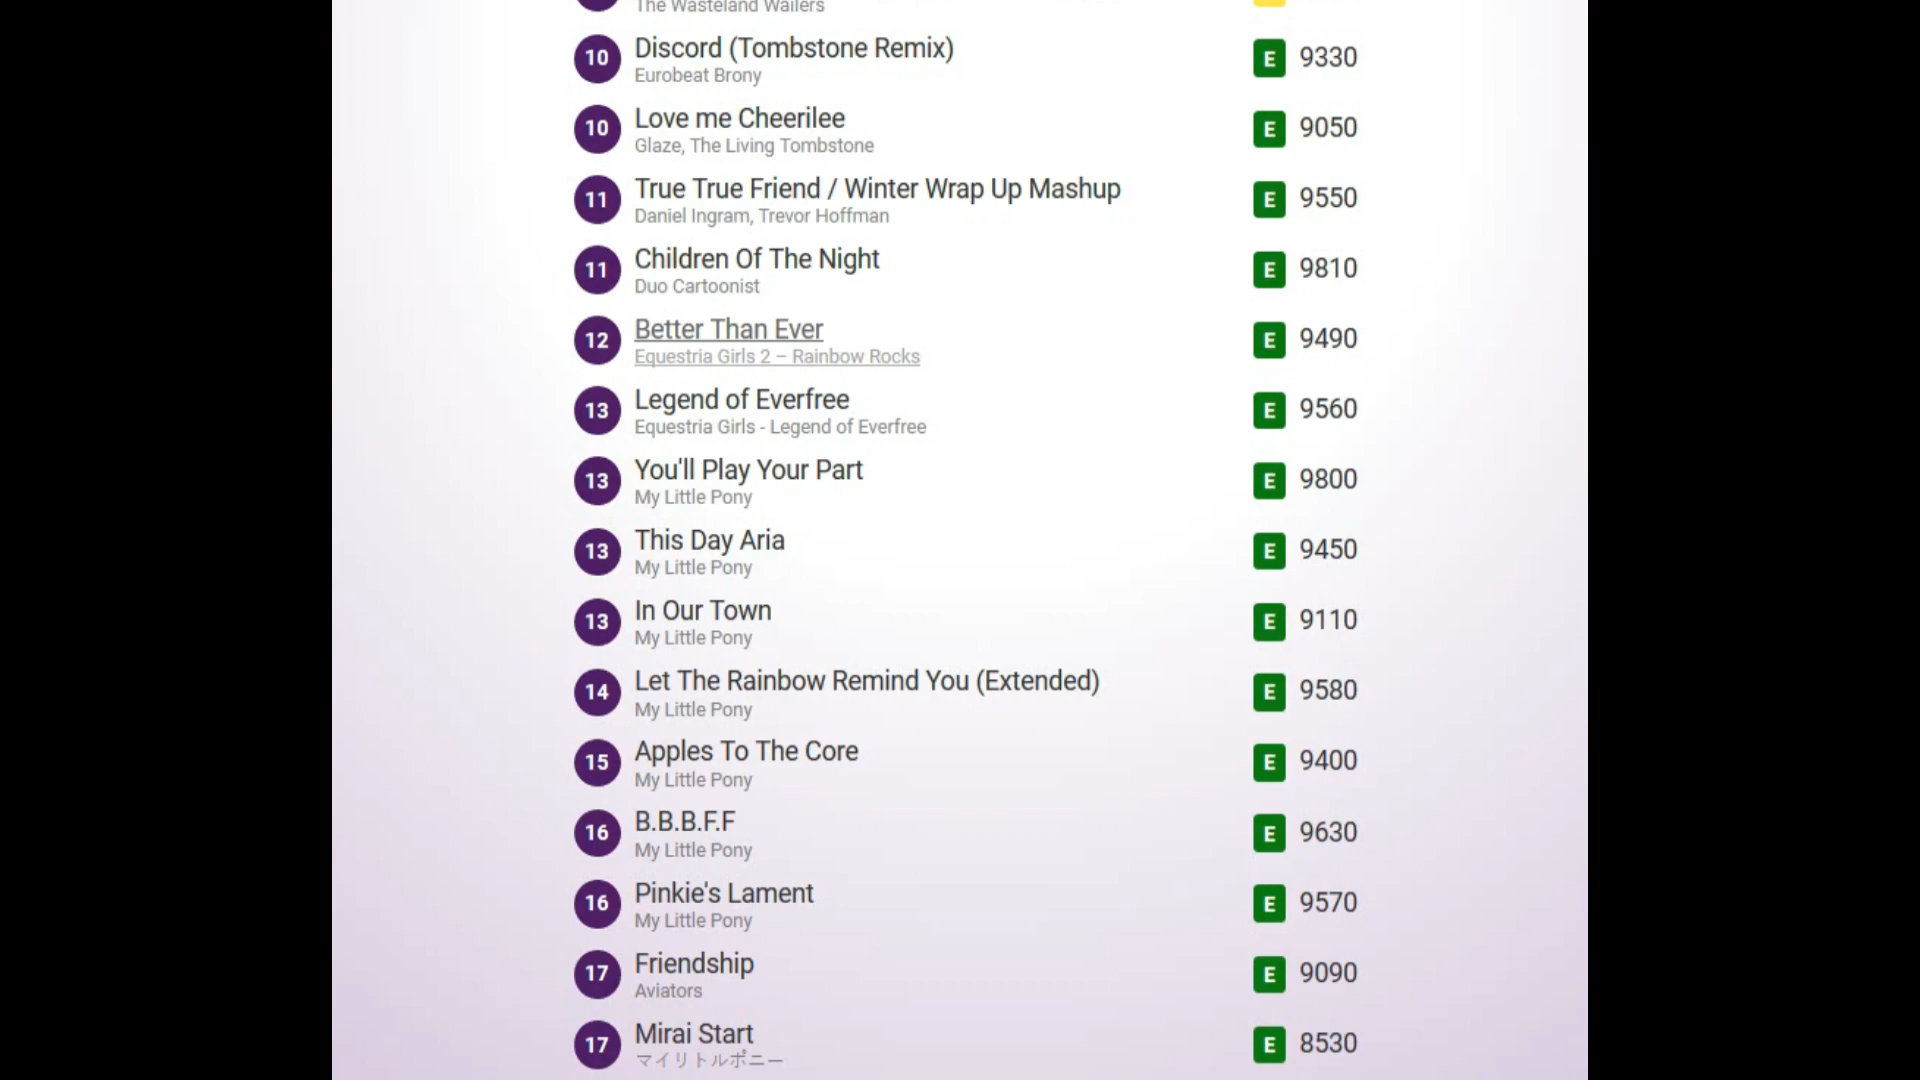 The Wasteland Wailers
10 Discord (Tombstone Remix) E 9330
Eurobeat Brony
10 Love me Cheerilee E 9050
Glaze, The Living Tombstone
11 True True Friend / Winter Wrap Up Mashup E 9550
Daniel Ingram, Trevor Hoffman
11 Children Of The Night E 9810
Duo Cartoonist
12 Better Than Ever E 9490
Equestria Girls 2 – Rainbow Rocks
13 Legend of Everfree E 9560
Equestria Girls - Legend of Everfree
13 You'll Play Your Part E 9800
My Little Pony
13 This Day Aria E 9450
My Little Pony
13 In Our Town E 9110
My Little Pony
14 Let The Rainbow Remind You (Extended) E 9580
My Little Pony
15 Apples To The Core E 9400
My Little Pony
16 B.B.B.F.F E 9630
My Little Pony
16 Pinkie's Lament E 9570
My Little Pony
17 Friendship E 9090
Aviators
17 Mirai Start E 8530
マイリトルポニー